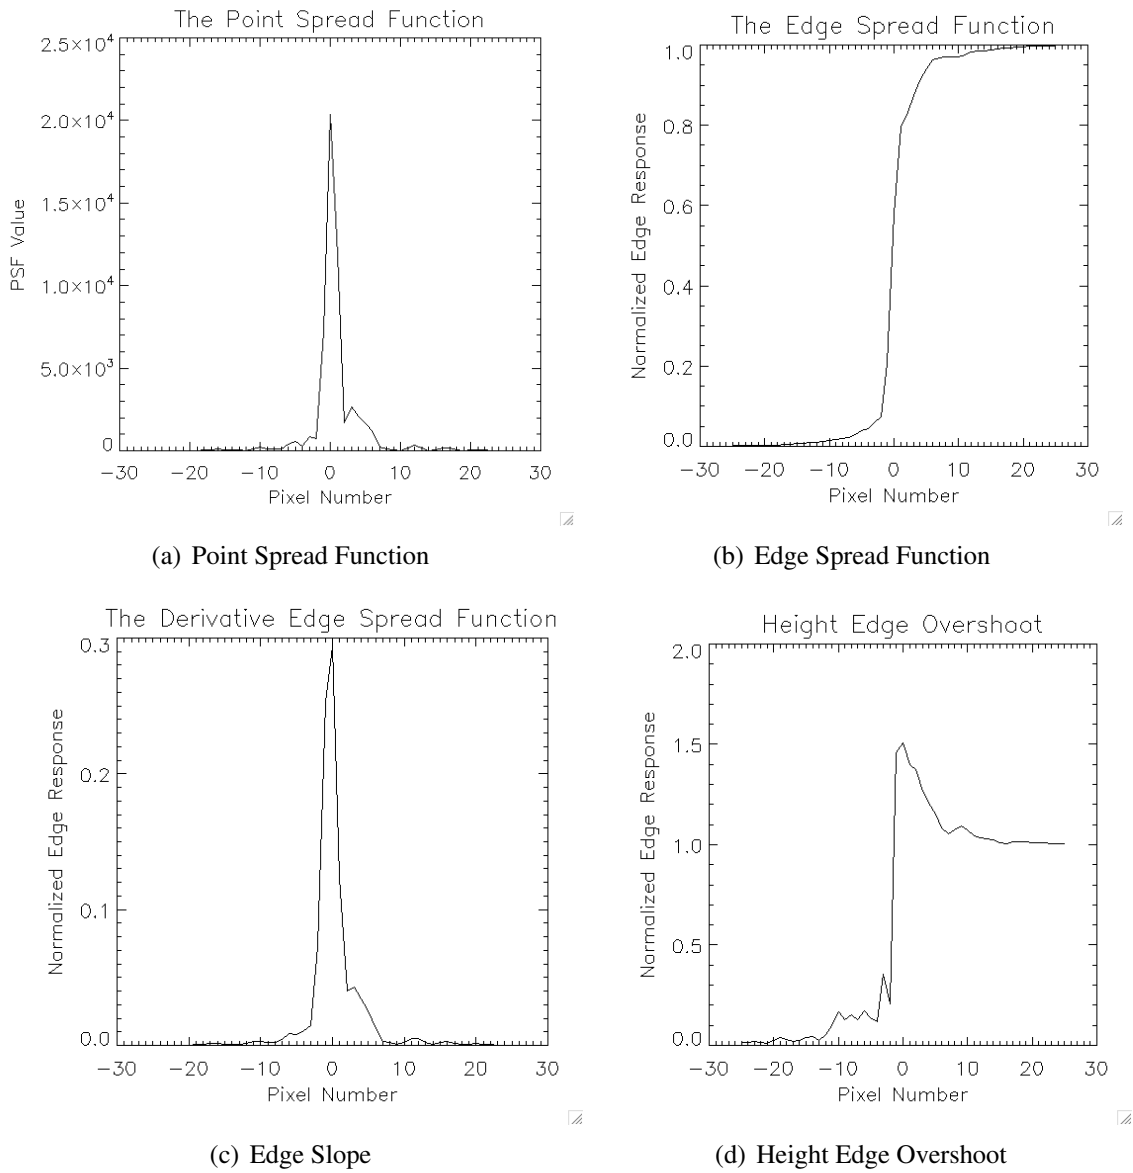 The Point Spread Function
2.5×10⁴
2.0×10⁴
1.5×10⁴
1.0×10⁴
5.0×10³
0
PSF Value
−30 −20 −10 0 10 20 30
Pixel Number
(a) Point Spread Function
The Edge Spread Function
1.0
0.8
0.6
0.4
0.2
0.0
Normalized Edge Response
−30 −20 −10 0 10 20 30
Pixel Number
(b) Edge Spread Function
The Derivative Edge Spread Function
0.3
0.2
0.1
0.0
Normalized Edge Response
−30 −20 −10 0 10 20 30
Pixel Number
(c) Edge Slope
Height Edge Overshoot
2.0
1.5
1.0
0.5
0.0
Normalized Edge Response
−30 −20 −10 0 10 20 30
Pixel Number
(d) Height Edge Overshoot